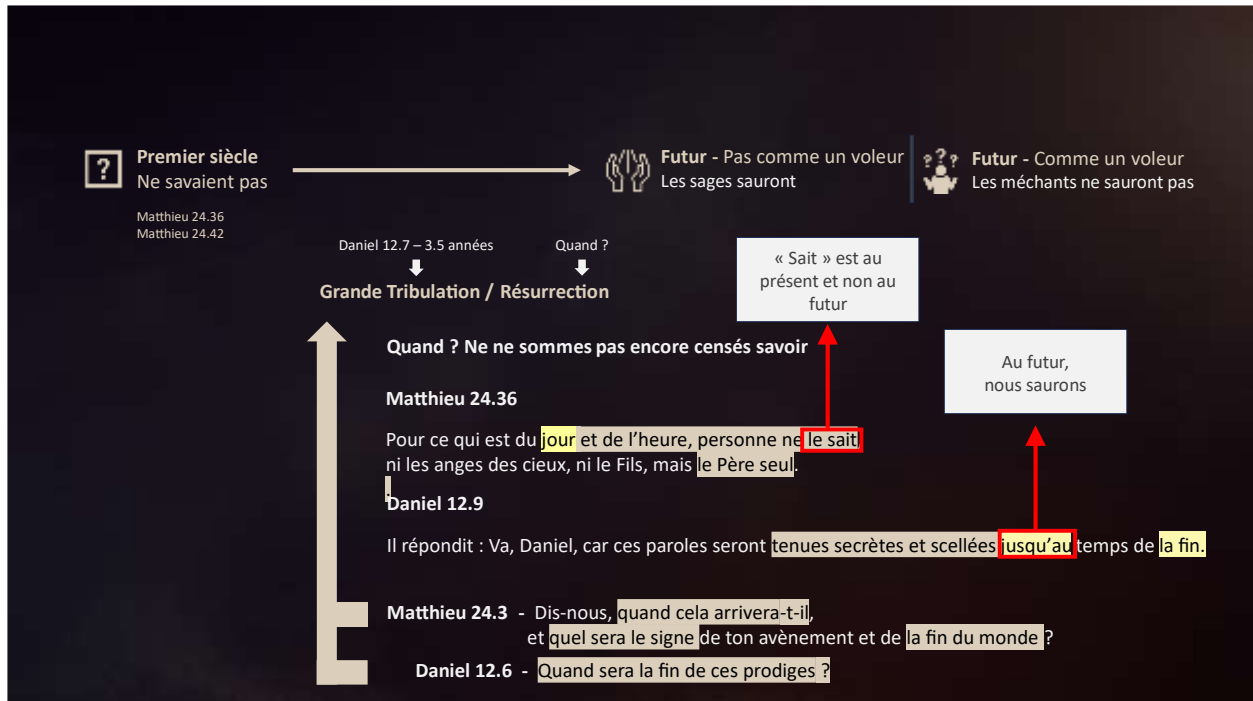 Premier siècle
Ne savaient pas
Matthieu 24.36
Matthieu 24.42
Futur - Pas comme un voleur
Les sages sauront
???
Futur - Comme un voleur
Les méchants ne sauront pas
Daniel 12.7 – 3.5 années
Quand ?
Grande Tribulation / Résurrection
« Sait » est au
présent et non au
futur
Quand ? Ne ne sommes pas encore censés savoir
Au futur,
nous saurons
Matthieu 24.36
Pour ce qui est du jour et de l’heure, personne ne le sait,
ni les anges des cieux, ni le Fils, mais le Père seul.
.
Daniel 12.9
Il répondit : Va, Daniel, car ces paroles seront tenues secrètes et scellées jusqu’au temps de la fin.
Matthieu 24.3 - Dis-nous, quand cela arrivera-t-il,
et quel sera le signe de ton avènement et de la fin du monde ?
Daniel 12.6 - Quand sera la fin de ces prodiges ?